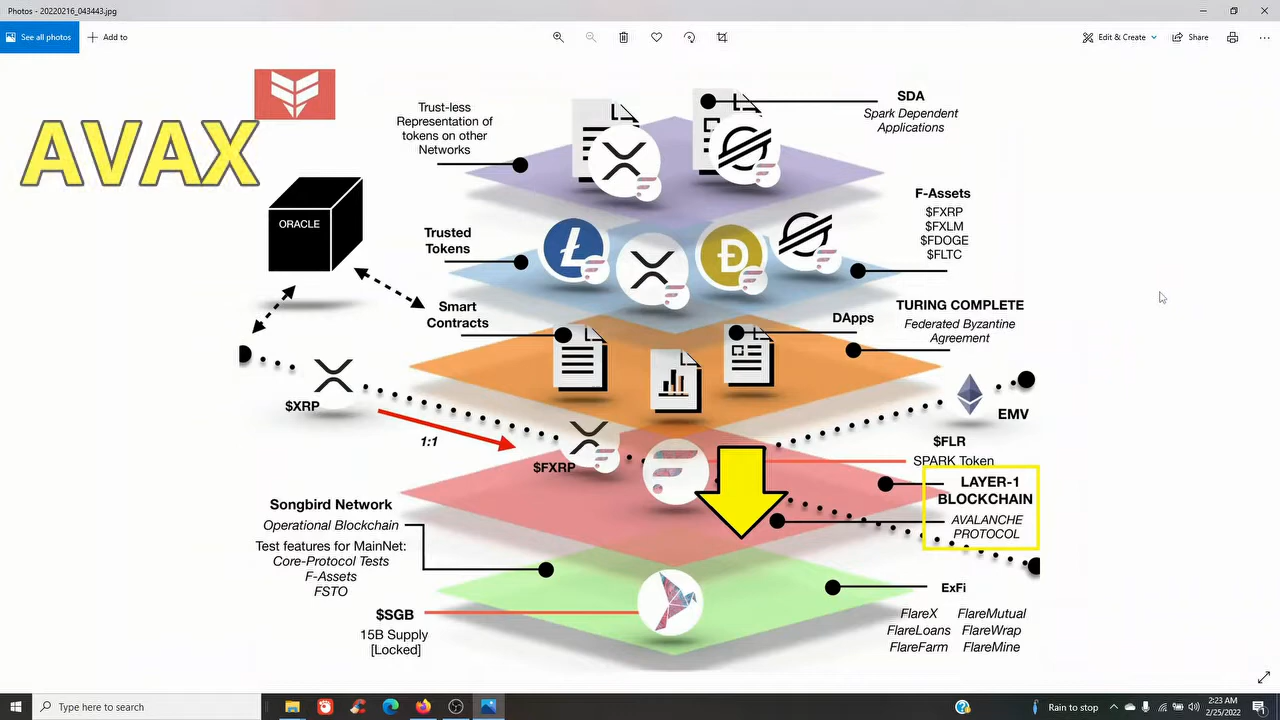 Photos - 20220216_043443.jpg
See all photos
Add to
Edit & Create
Share
AVAX
Trust-less
Representation of
tokens on other
Networks
SDA
Spark Dependent
Applications
ORACLE
Trusted
Tokens
F-Assets
$FXRP
$FXLM
$FDOGE
$FLTC
Smart
Contracts
DApps
TURING COMPLETE
Federated Byzantine
Agreement
$XRP
1:1
$FXRP
EMV
$FLR
SPARK Token
LAYER-1
BLOCKCHAIN
AVALANCHE
PROTOCOL
Songbird Network
Operational Blockchain
Test features for MainNet:
Core-Protocol Tests
F-Assets
FSTO
$SGB
15B Supply
[Locked]
ExFi
FlareX FlareMutual
FlareLoans FlareWrap
FlareFarm FlareMine
Type here to search
Rain to stop
2:23 AM
2/25/2022